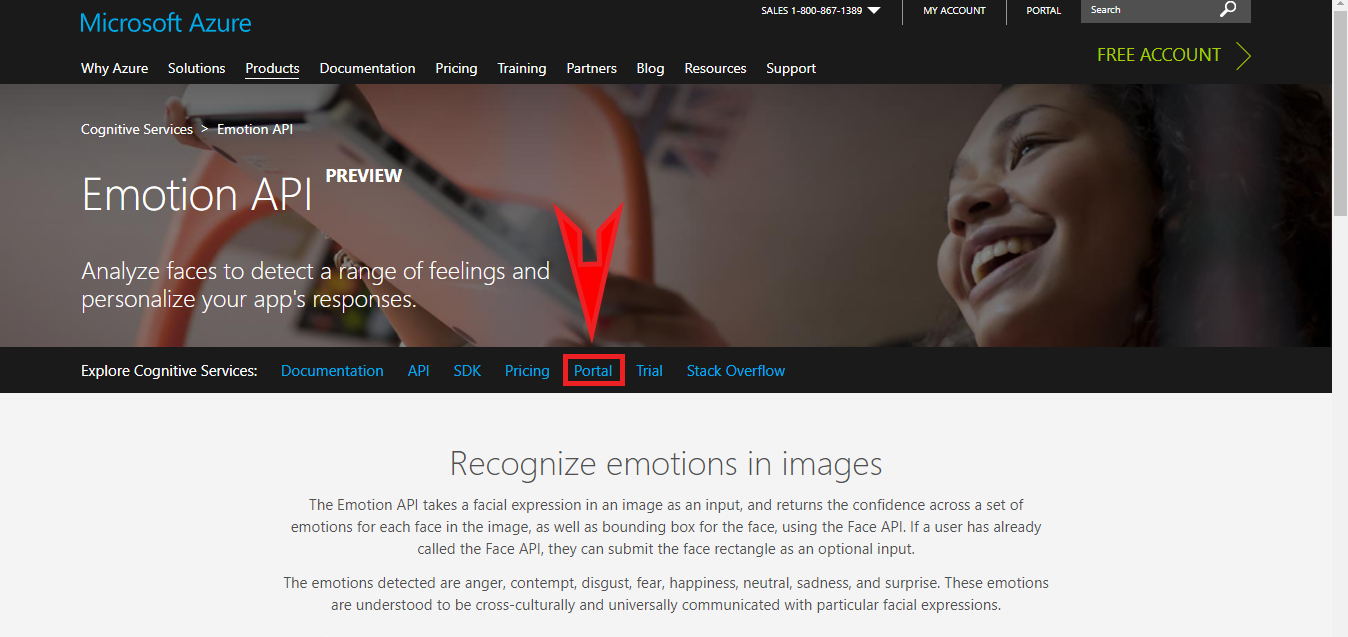 Microsoft Azure
SALES 1-800-867-1389
MY ACCOUNT
PORTAL
Search
FREE ACCOUNT
Why Azure Solutions Products Documentation Pricing Training Partners Blog Resources Support
Cognitive Services > Emotion API
Emotion API PREVIEW
Analyze faces to detect a range of feelings and
personalize your app's responses.
Explore Cognitive Services: Documentation API SDK Pricing Portal Trial Stack Overflow
Recognize emotions in images
The Emotion API takes a facial expression in an image as an input, and returns the confidence across a set of
emotions for each face in the image, as well as bounding box for the face, using the Face API. If a user has already
called the Face API, they can submit the face rectangle as an optional input.
The emotions detected are anger, contempt, disgust, fear, happiness, neutral, sadness, and surprise. These emotions
are understood to be cross-culturally and universally communicated with particular facial expressions.